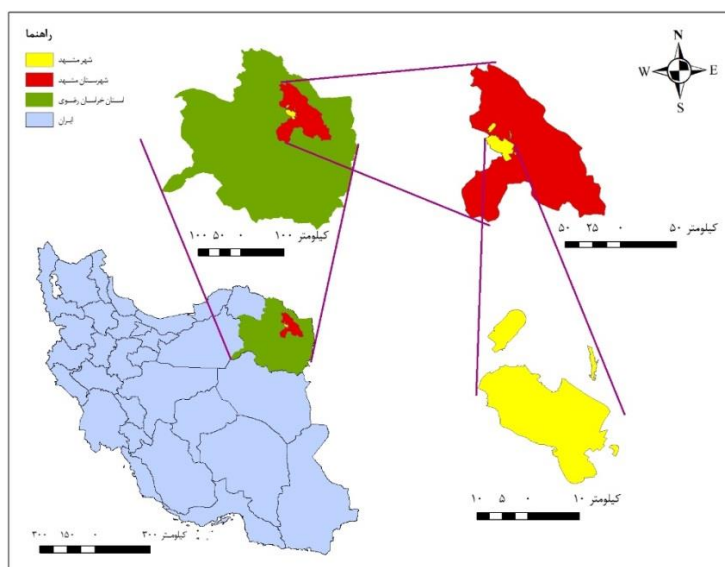 راهنما
شهر مشهد
شهرستان مشهد
استان خراسان رضوی
ایران
N
W E
S
۱۰۰ ۵۰ ۰ ۱۰۰ کیلومتر
۵۰ ۲۵ ۰ ۵۰ کیلومتر
۱۰ ۵ ۰ ۱۰ کیلومتر
۳۰۰ ۱۵۰ ۰ ۳۰۰ کیلومتر